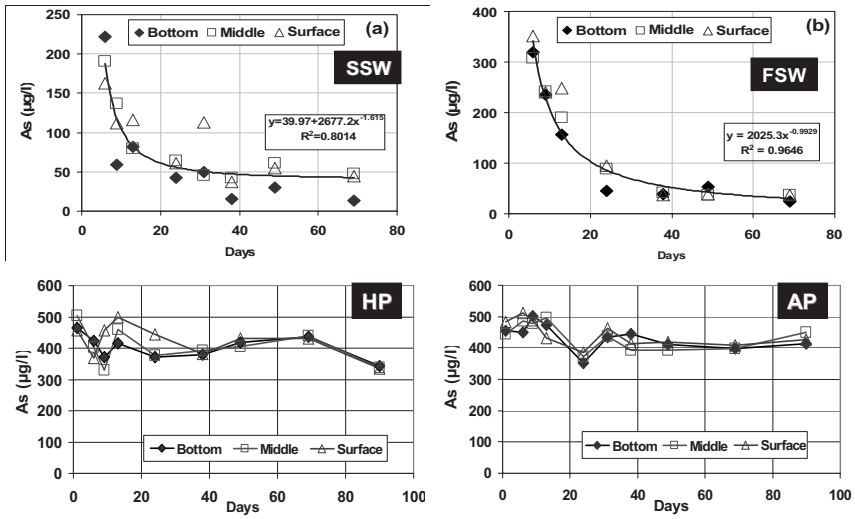 (a)
Bottom Middle Surface
SSW
y=39.97+2677.2x^-1.615
R²=0.8014
As (µg/l)
250
200
150
100
50
0
0 20 40 60 80
Days
(b)
Bottom Middle Surface
FSW
y = 2025.3x^-0.9929
R² = 0.9646
As (µg/l)
400
300
200
100
0
0 20 40 60 80
Days
HP
As (µg/l)
600
500
400
300
200
100
0
Bottom Middle Surface
0 20 40 60 80 100
Days
AP
As (µg/l)
600
500
400
300
200
100
0
Bottom Middle Surface
0 20 40 60 80 100
Days